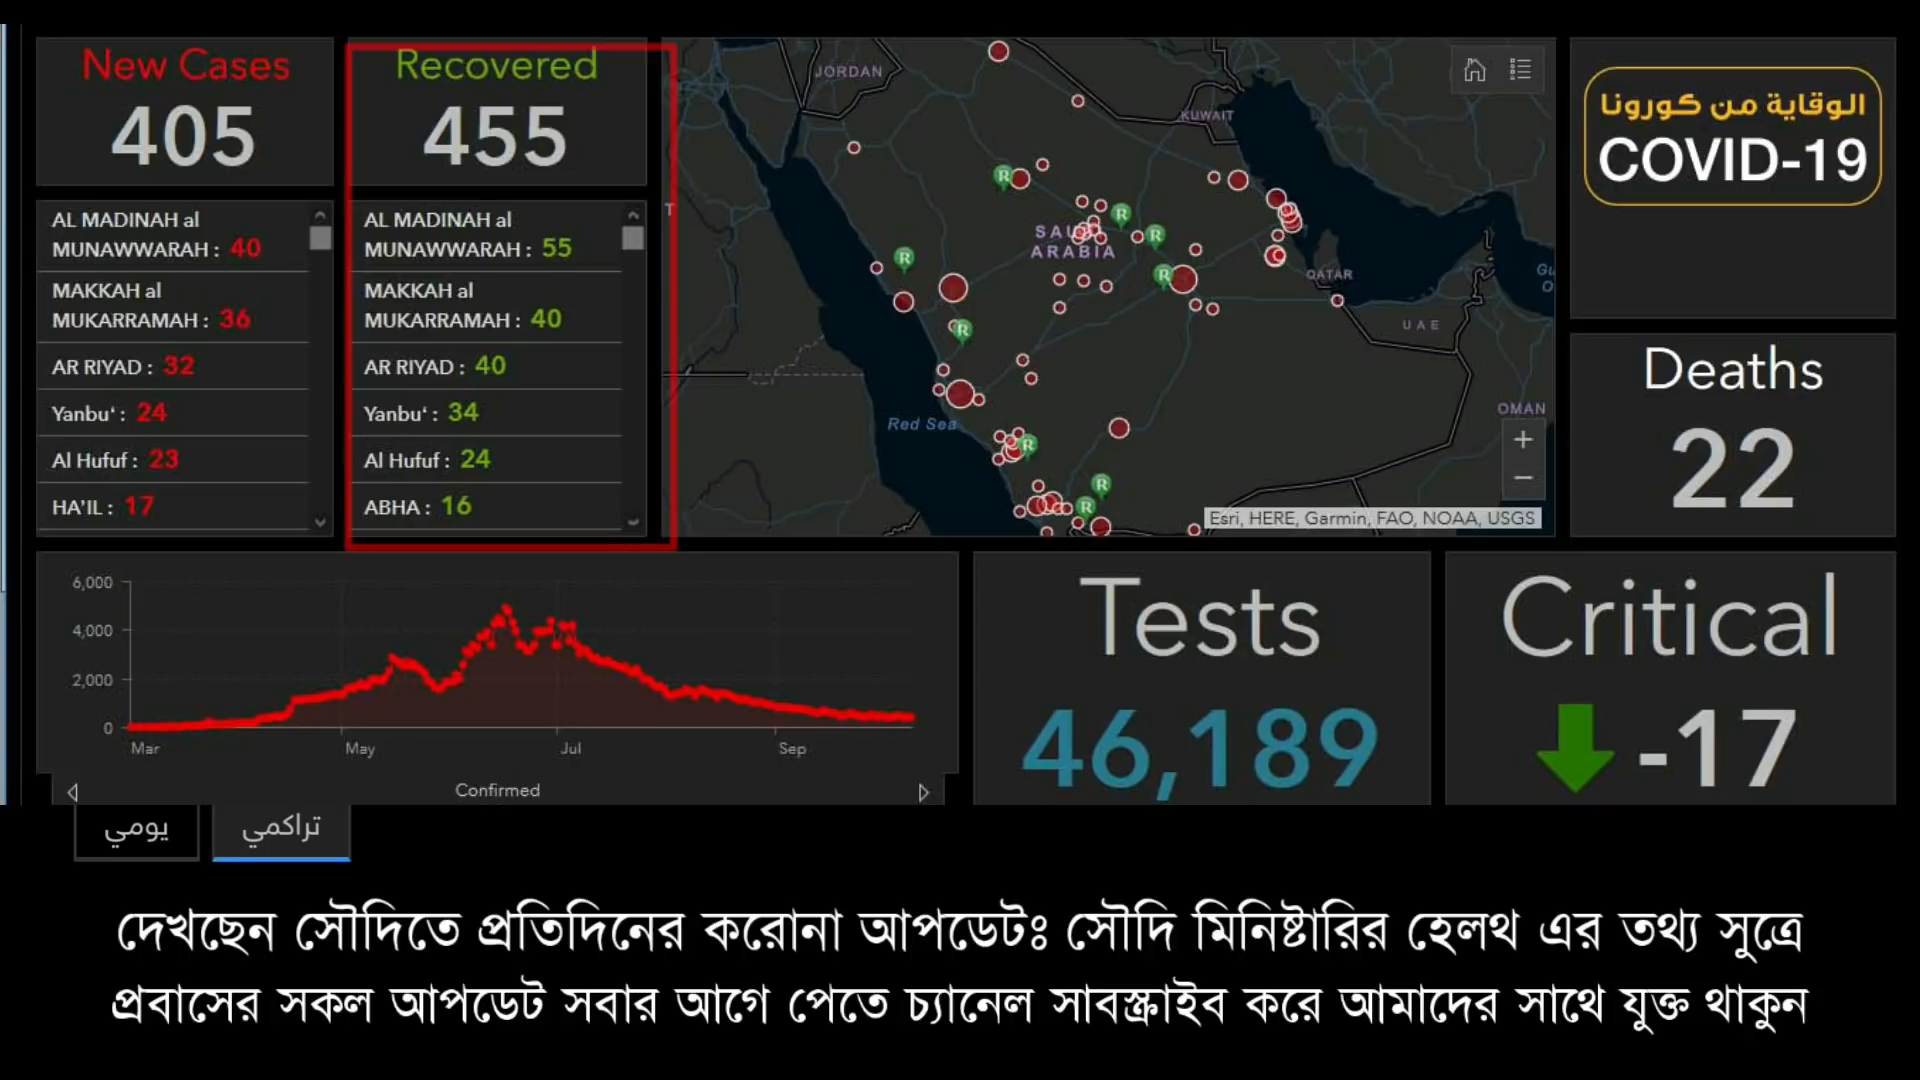 New Cases
405
AL MADINAH al
MUNAWWARAH : 40
MAKKAH al
MUKARRAMAH : 36
AR RIYAD : 32
Yanbu‘ : 24
Al Hufuf : 23
HA'IL : 17
Recovered
455
AL MADINAH al
MUNAWWARAH : 55
MAKKAH al
MUKARRAMAH : 40
AR RIYAD : 40
Yanbu‘ : 34
Al Hufuf : 24
ABHA : 16
JORDAN
KUWAIT
SAU
ARABIA
QATAR
UAE
OMAN
Red Sea
R
R
R
R
R
R
R
R
R
+
−
Esri, HERE, Garmin, FAO, NOAA, USGS
الوقاية من كورونا
COVID-19
Deaths
22
6,000
4,000
2,000
0
Mar May Jul Sep
Confirmed
Tests
46,189
Critical
-17
يومي
تراكمي
দেখছেন সৌদিতে প্রতিদিনের করোনা আপডেটঃ সৌদি মিনিষ্টারির হেলথ এর তথ্য সুত্রে
প্রবাসের সকল আপডেট সবার আগে পেতে চ্যানেল সাবস্ক্রাইব করে আমাদের সাথে যুক্ত থাকুন